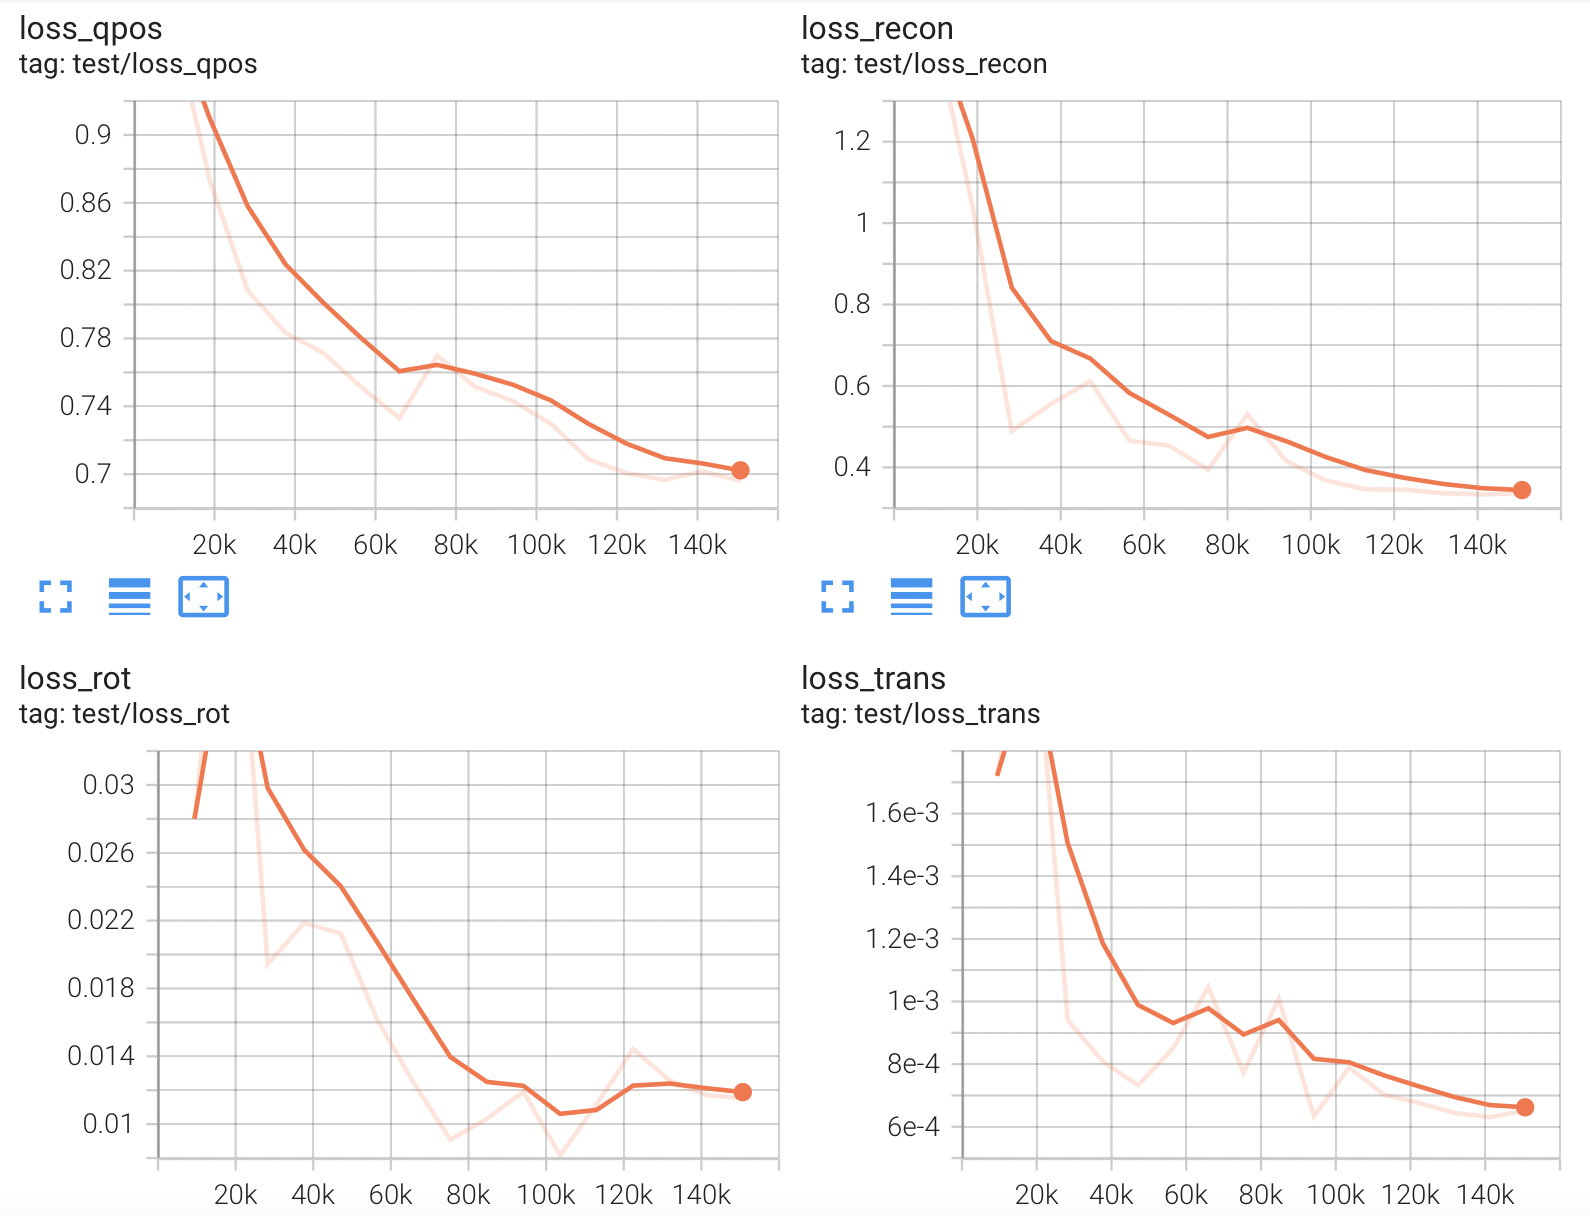 loss_qpos
tag: test/loss_qpos
0.9
0.86
0.82
0.78
0.74
0.7
20k 40k 60k 80k 100k 120k 140k
loss_recon
tag: test/loss_recon
1.2
1
0.8
0.6
0.4
20k 40k 60k 80k 100k 120k 140k
loss_rot
tag: test/loss_rot
0.03
0.026
0.022
0.018
0.014
0.01
20k 40k 60k 80k 100k 120k 140k
loss_trans
tag: test/loss_trans
1.6e-3
1.4e-3
1.2e-3
1e-3
8e-4
6e-4
20k 40k 60k 80k 100k 120k 140k